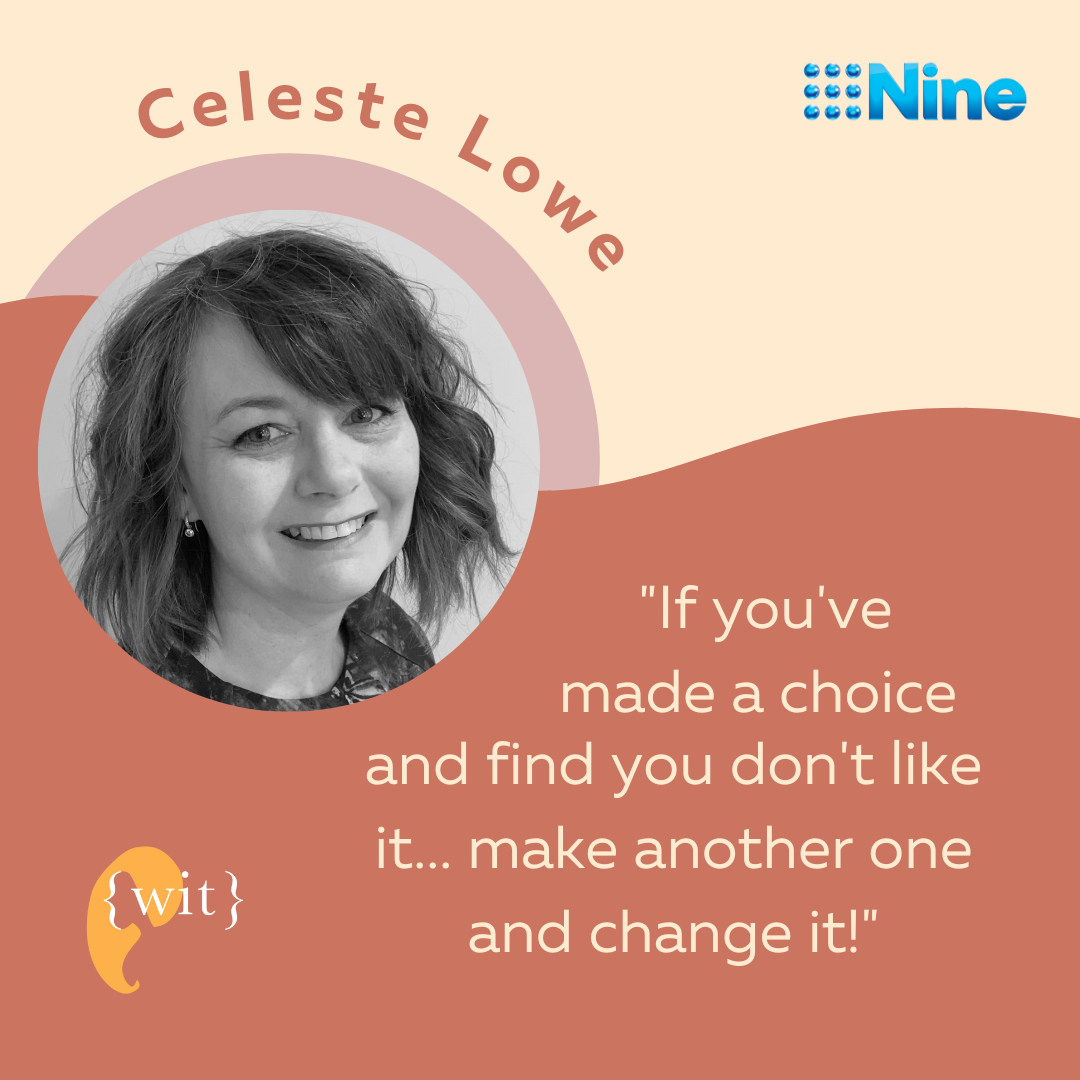 Celeste Lowe
Nine
"If you've
made a choice
and find you don't like
it... make another one
and change it!"
{wit}